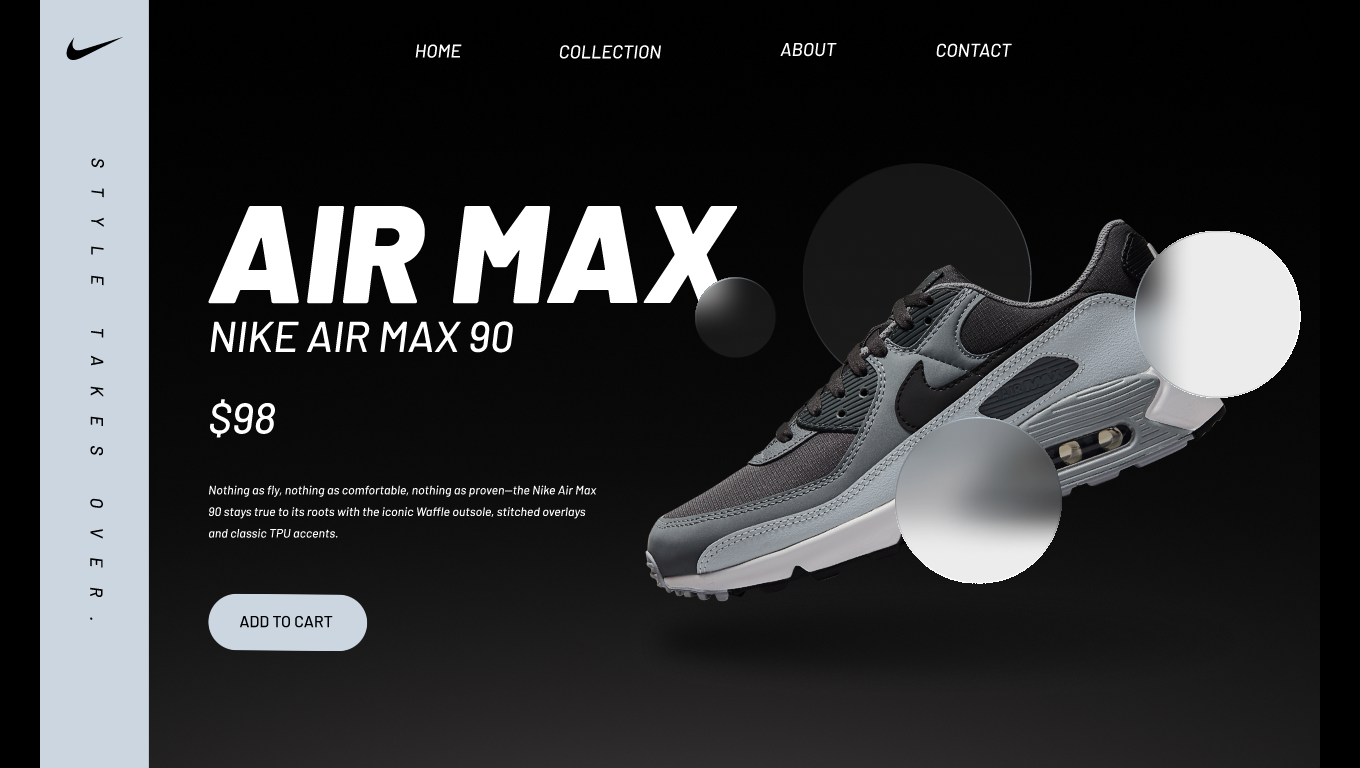 HOME
COLLECTION
ABOUT
CONTACT
STYLE TAKES OVER.
AIR MAX
NIKE AIR MAX 90
$98
Nothing as fly, nothing as comfortable, nothing as proven—the Nike Air Max
90 stays true to its roots with the iconic Waffle outsole, stitched overlays
and classic TPU accents.
ADD TO CART